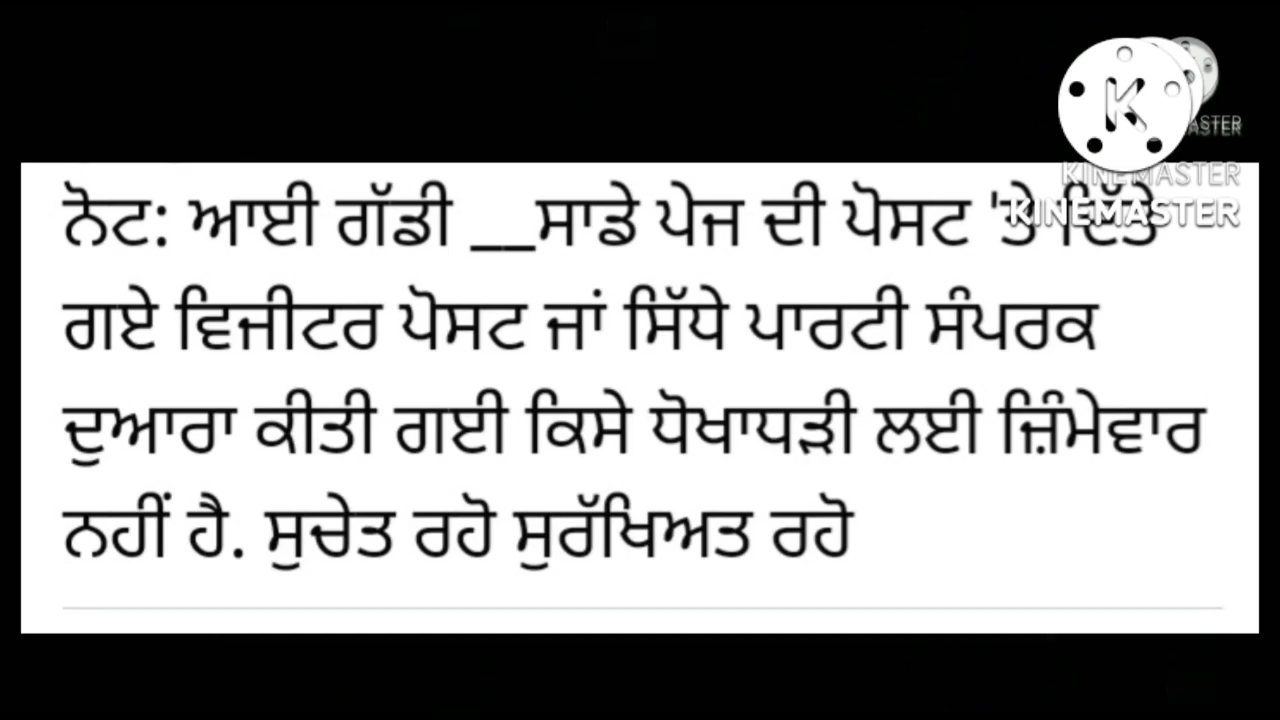 KINEMASTER
ਨੋਟ: ਆਈ ਗੱਡੀ __ਸਾਡੇ ਪੇਜ ਦੀ ਪੋਸਟ 'ਤੇ ਦਿੱਤੇ
ਗਏ ਵਿਜੀਟਰ ਪੋਸਟ ਜਾਂ ਸਿੱਧੇ ਪਾਰਟੀ ਸੰਪਰਕ
ਦੁਆਰਾ ਕੀਤੀ ਗਈ ਕਿਸੇ ਧੋਖਾਧੜੀ ਲਈ ਜ਼ਿੰਮੇਵਾਰ
ਨਹੀਂ ਹੈ. ਸੁਚੇਤ ਰਹੋ ਸੁਰੱਖਿਅਤ ਰਹੋ